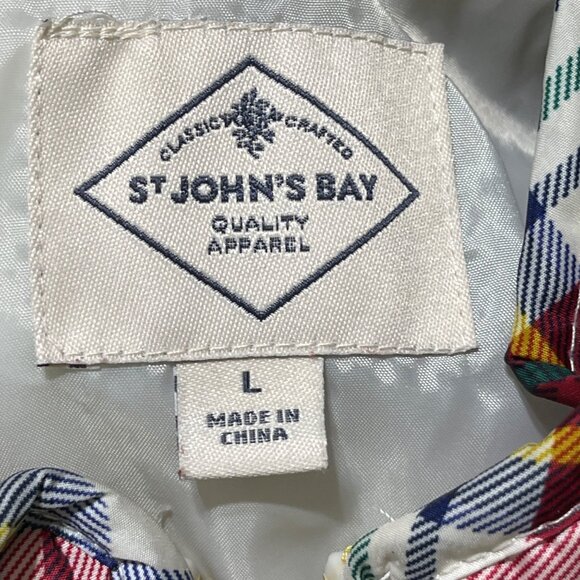 CLASSIC CRAFTED
ST JOHN'S BAY
QUALITY
APPAREL
L
MADE IN
CHINA